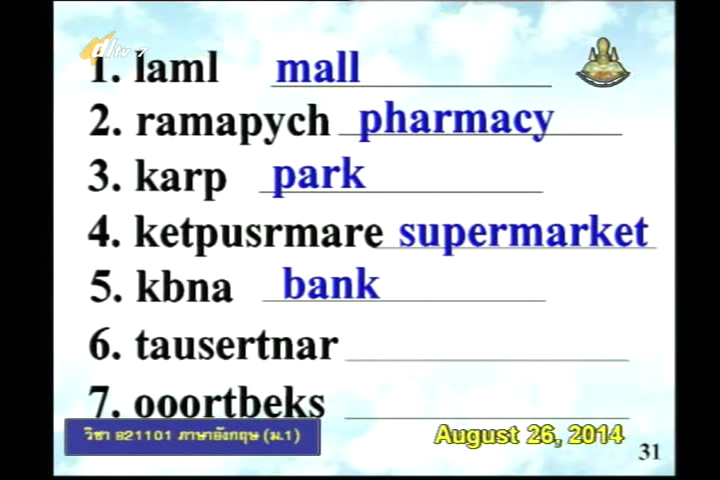 dltv 7
1. laml mall
2. ramapych pharmacy
3. karp park
4. ketpusrmare supermarket
5. kbna bank
6. tausertnar
7. ooortbeks
วิชา อ21101 ภาษาอังกฤษ (ม.1)
August 26, 2014
31